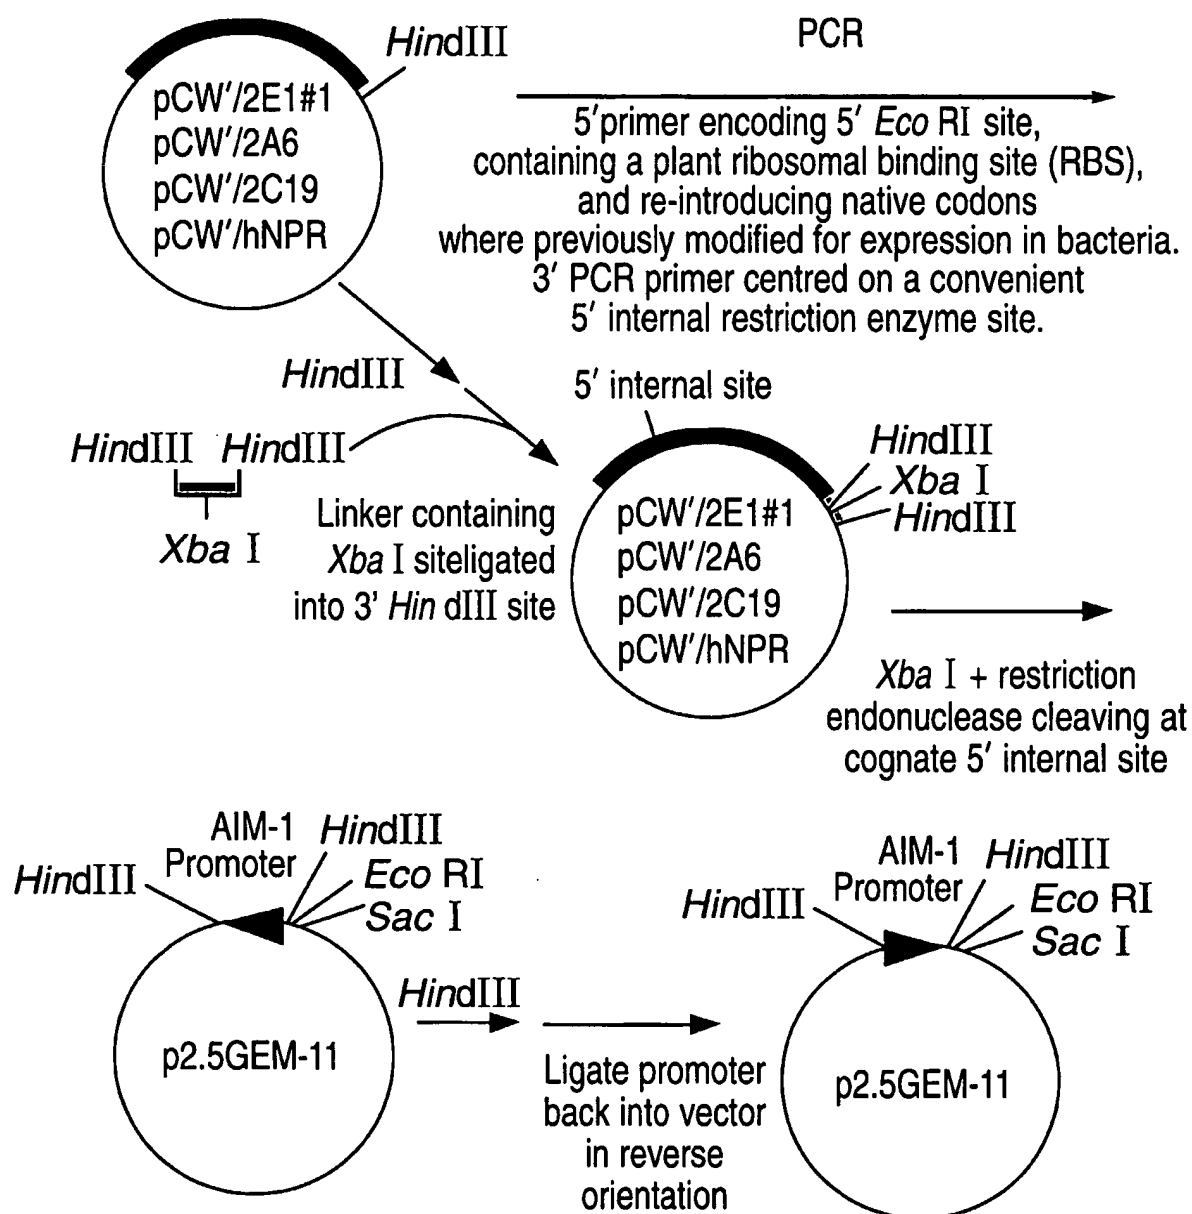 HindIII
PCR
pCW'/2E1#1
pCW'/2A6
pCW'/2C19
pCW'/hNPR
5'primer encoding 5' Eco RI site,
containing a plant ribosomal binding site (RBS),
and re-introducing native codons
where previously modified for expression in bacteria.
3' PCR primer centred on a convenient
5' internal restriction enzyme site.
HindIII
5' internal site
HindIII HindIII
Xba I
Linker containing
Xba I siteligated
into 3' Hin dIII site
HindIII
Xba I
HindIII
pCW'/2E1#1
pCW'/2A6
pCW'/2C19
pCW'/hNPR
Xba I + restriction
endonuclease cleaving at
cognate 5' internal site
HindIII
AIM-1
Promoter
HindIII
Eco RI
Sac I
p2.5GEM-11
HindIII
Ligate promoter
back into vector
in reverse
orientation
HindIII
AIM-1
Promoter
HindIII
Eco RI
Sac I
p2.5GEM-11